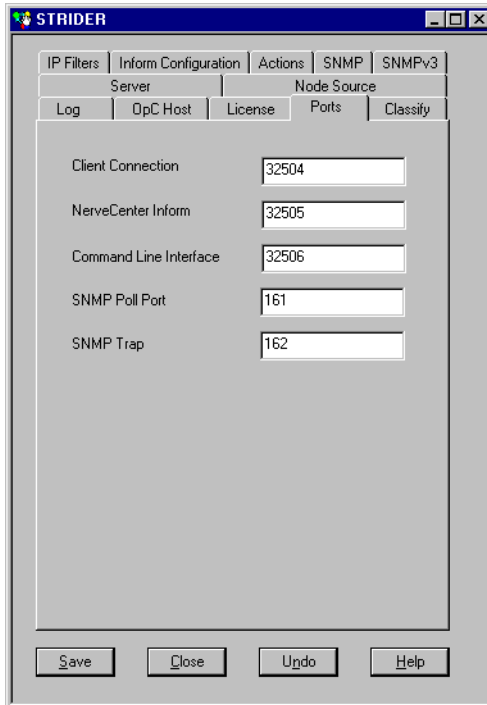 STRIDER
IP Filters Inform Configuration Actions SNMP SNMPv3
Server Node Source
Log OpC Host License Ports Classify
Client Connection 32504
NerveCenter Inform 32505
Command Line Interface 32506
SNMP Poll Port 161
SNMP Trap 162
Save Close Undo Help